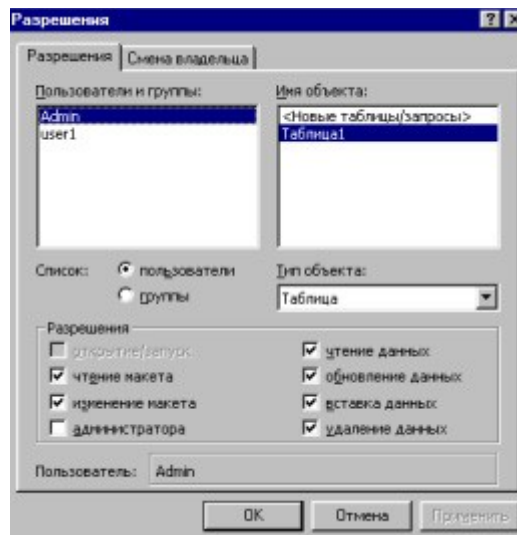 Разрешения
Разрешения Смена владельца
Пользователи и группы: Имя объекта:
Admin <Новые таблицы/запросы>
user1 Таблица1
Список: пользователи Тип объекта:
группы Таблица
Разрешения
открытие/запуск чтение данных
чтение макета обновление данных
изменение макета вставка данных
администратора удаление данных
Пользователь: Admin
OK Отмена Применить